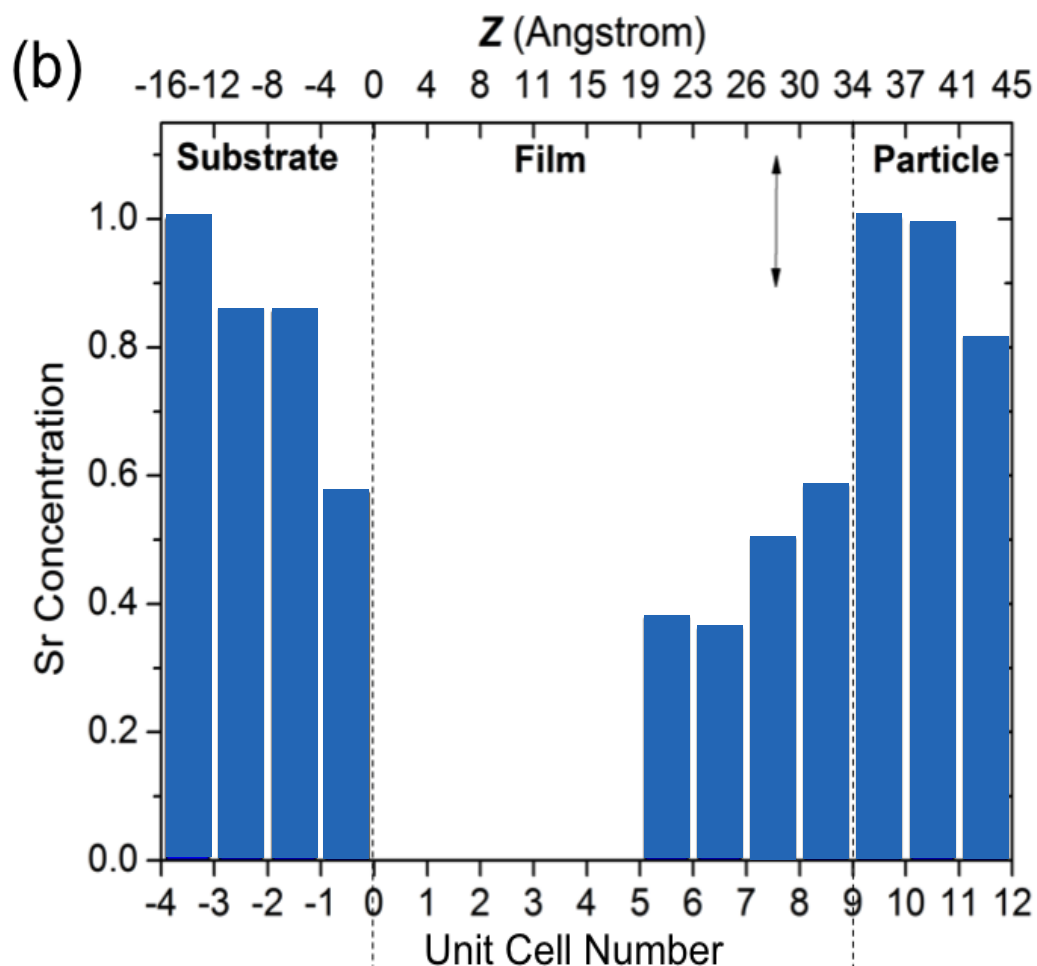 (b)
Z (Angstrom)
-16 -12 -8 -4 0 4 8 11 15 19 23 26 30 34 37 41 45
Substrate Film Particle
1.0
0.8
0.6
0.4
0.2
0.0
Sr Concentration
-4 -3 -2 -1 0 1 2 3 4 5 6 7 8 9 10 11 12
Unit Cell Number